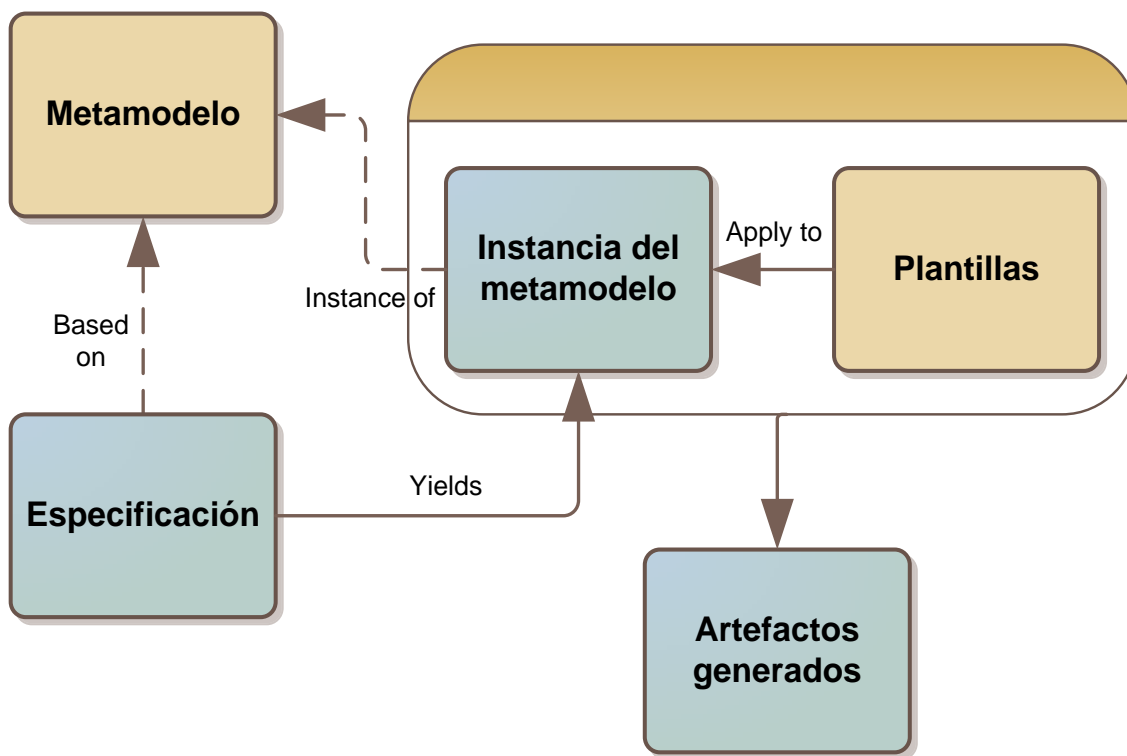 Metamodelo
Instancia del
metamodelo
Apply to
Plantillas
Instance of
Based
on
Especificación
Yields
Artefactos
generados